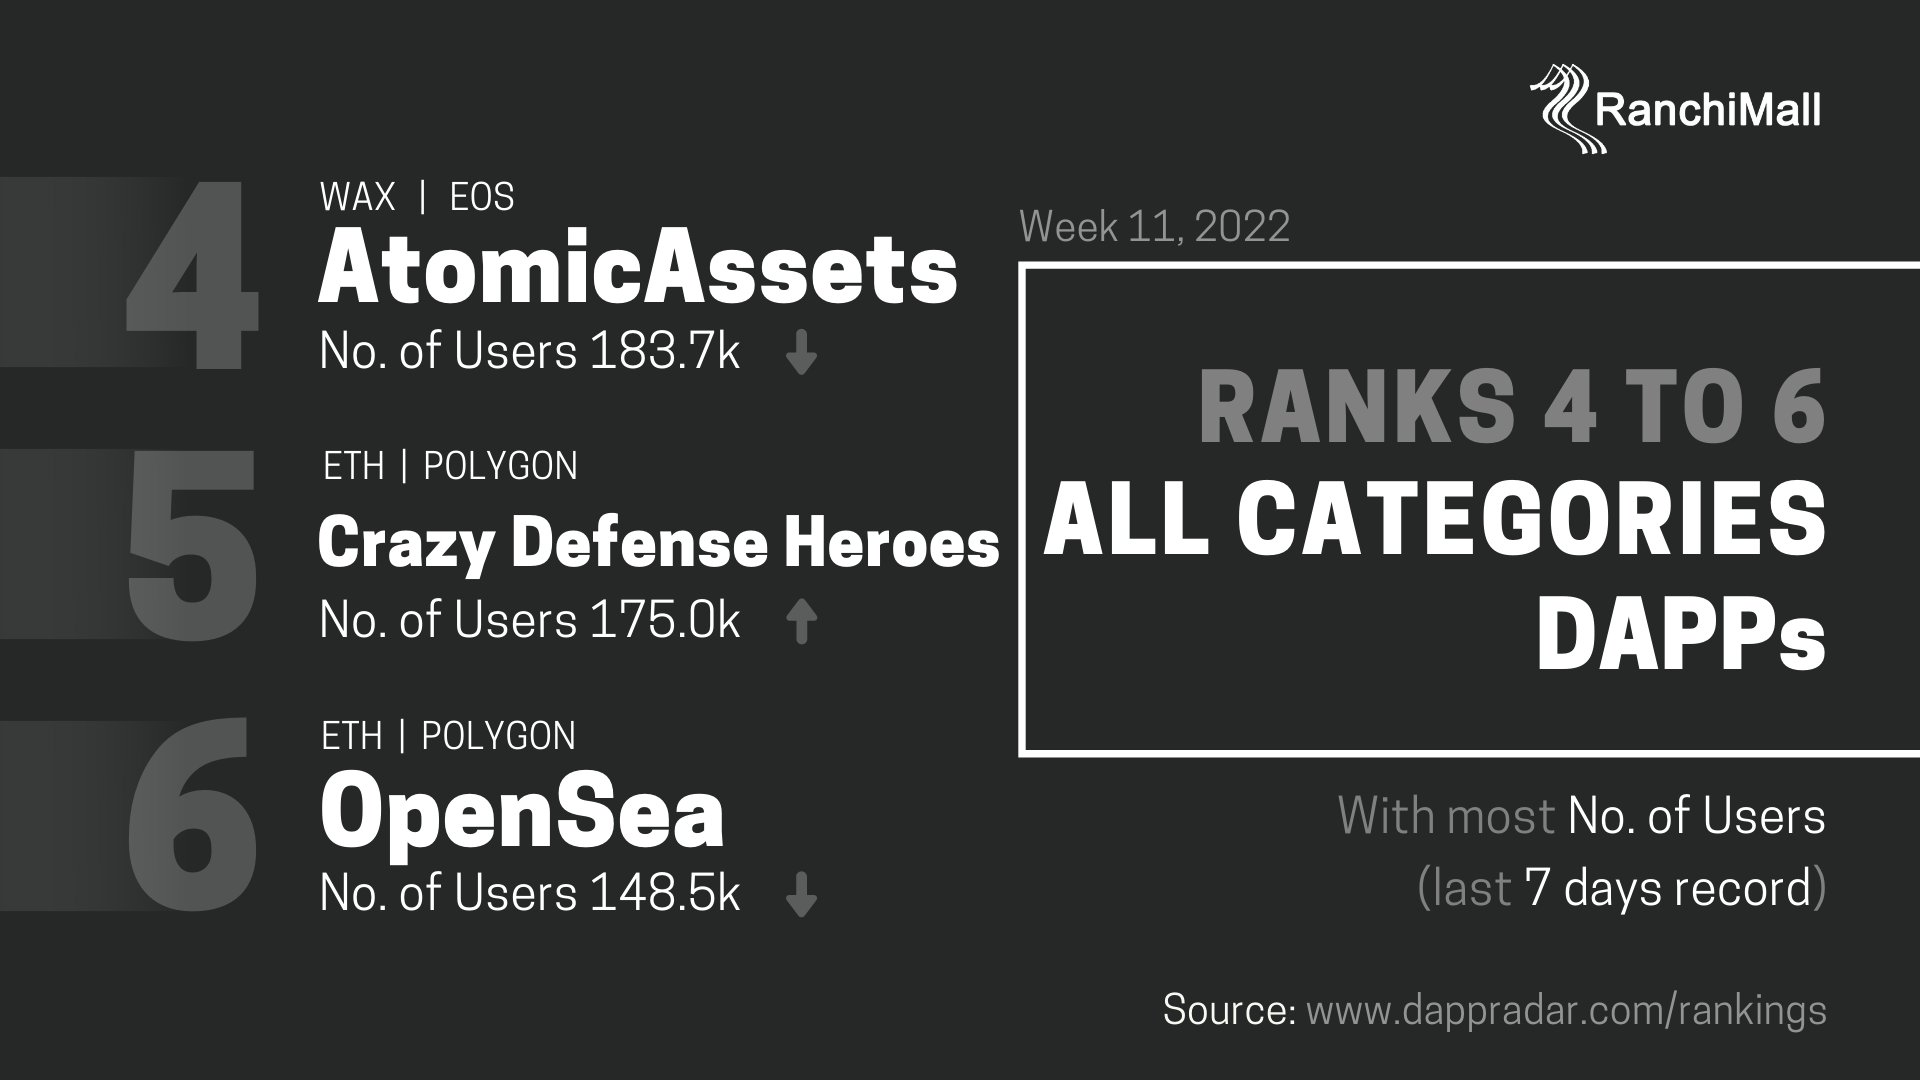 RanchiMall
4
WAX | EOS
AtomicAssets
No. of Users 183.7k
5
ETH | POLYGON
Crazy Defense Heroes
No. of Users 175.0k
6
ETH | POLYGON
OpenSea
No. of Users 148.5k
Week 11, 2022
RANKS 4 TO 6
ALL CATEGORIES
DAPPs
With most No. of Users
(last 7 days record)
Source: www.dappradar.com/rankings